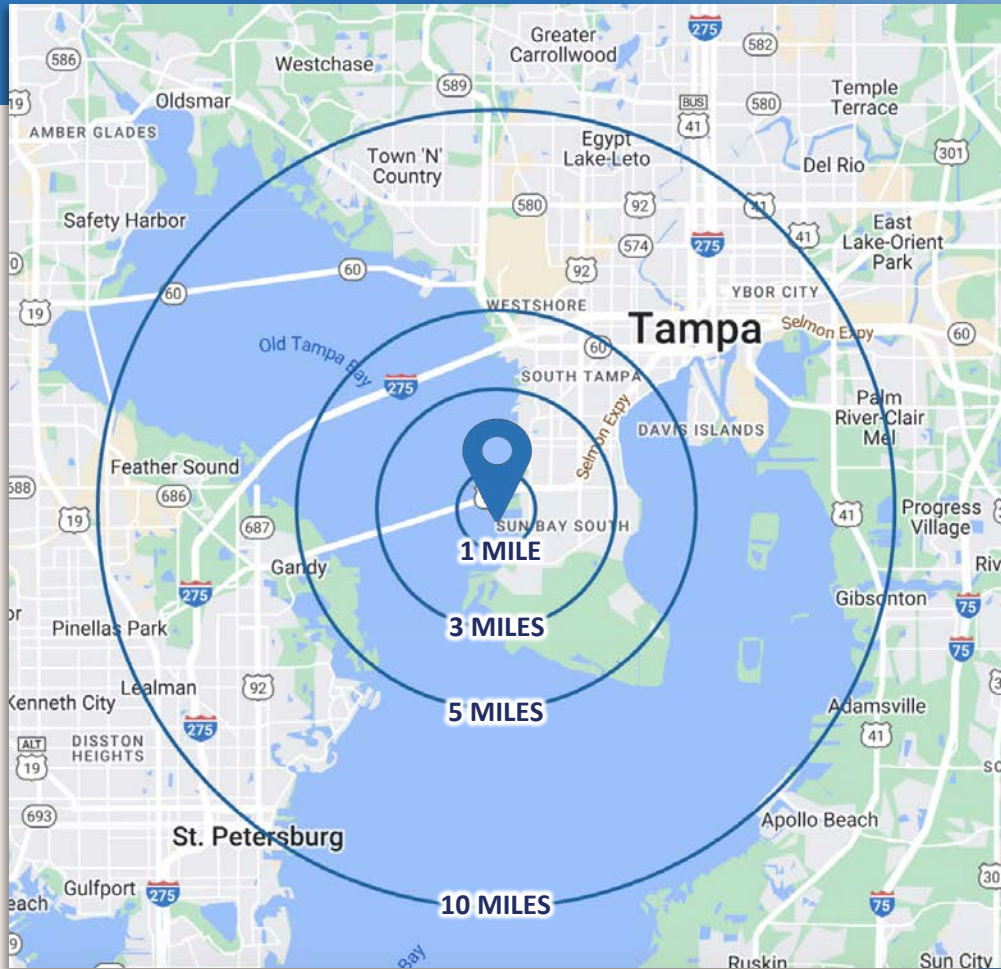 275
Greater
Carrollwood
582
586
Westchase
589
Temple
Terrace
19
Oldsmar
BUS
41
580
AMBER GLADES
Egypt
Lake-Leto
Town 'N'
Country
Del Rio
301
Safety Harbor
580
92
41
574
275
41
East
Lake-Orient
Park
60
92
60
19
WESTSHORE
YBOR CITY
Tampa
Selmon Expy
60
Old Tampa Bay
60
275
SOUTH TAMPA
Selmon Expy
DAVIS ISLANDS
Palm
River-Clair
Mel
Feather Sound
688
686
19
687
SUN BAY SOUTH
41
Progress
Village
1 MILE
Gandy
275
Gibsonton
75
Pinellas Park
3 MILES
75
Lealman
92
Kenneth City
5 MILES
Adamsville
275
41
ALT
19
DISSTON
HEIGHTS
693
St. Petersburg
Apollo Beach
Gulfport
275
10 MILES
75
Bay
Ruskin
Sun City